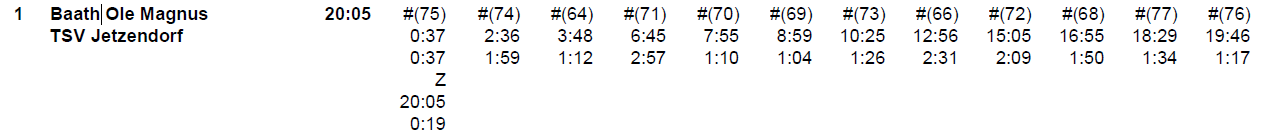 1 Baath Ole Magnus 20:05 #(75) #(74) #(64) #(71) #(70) #(69) #(73) #(66) #(72) #(68) #(77) #(76)
TSV Jetzendorf 0:37 2:36 3:48 6:45 7:55 8:59 10:25 12:56 15:05 16:55 18:29 19:46
0:37 1:59 1:12 2:57 1:10 1:04 1:26 2:31 2:09 1:50 1:34 1:17
Z
20:05
0:19